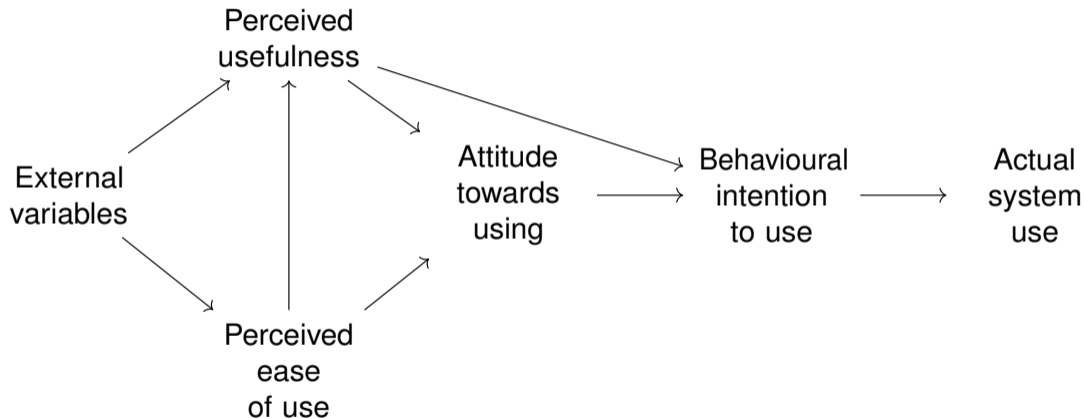 Perceived
usefulness
External
variables
Attitude
towards
using
Behavioural
intention
to use
Actual
system
use
Perceived
ease
of use